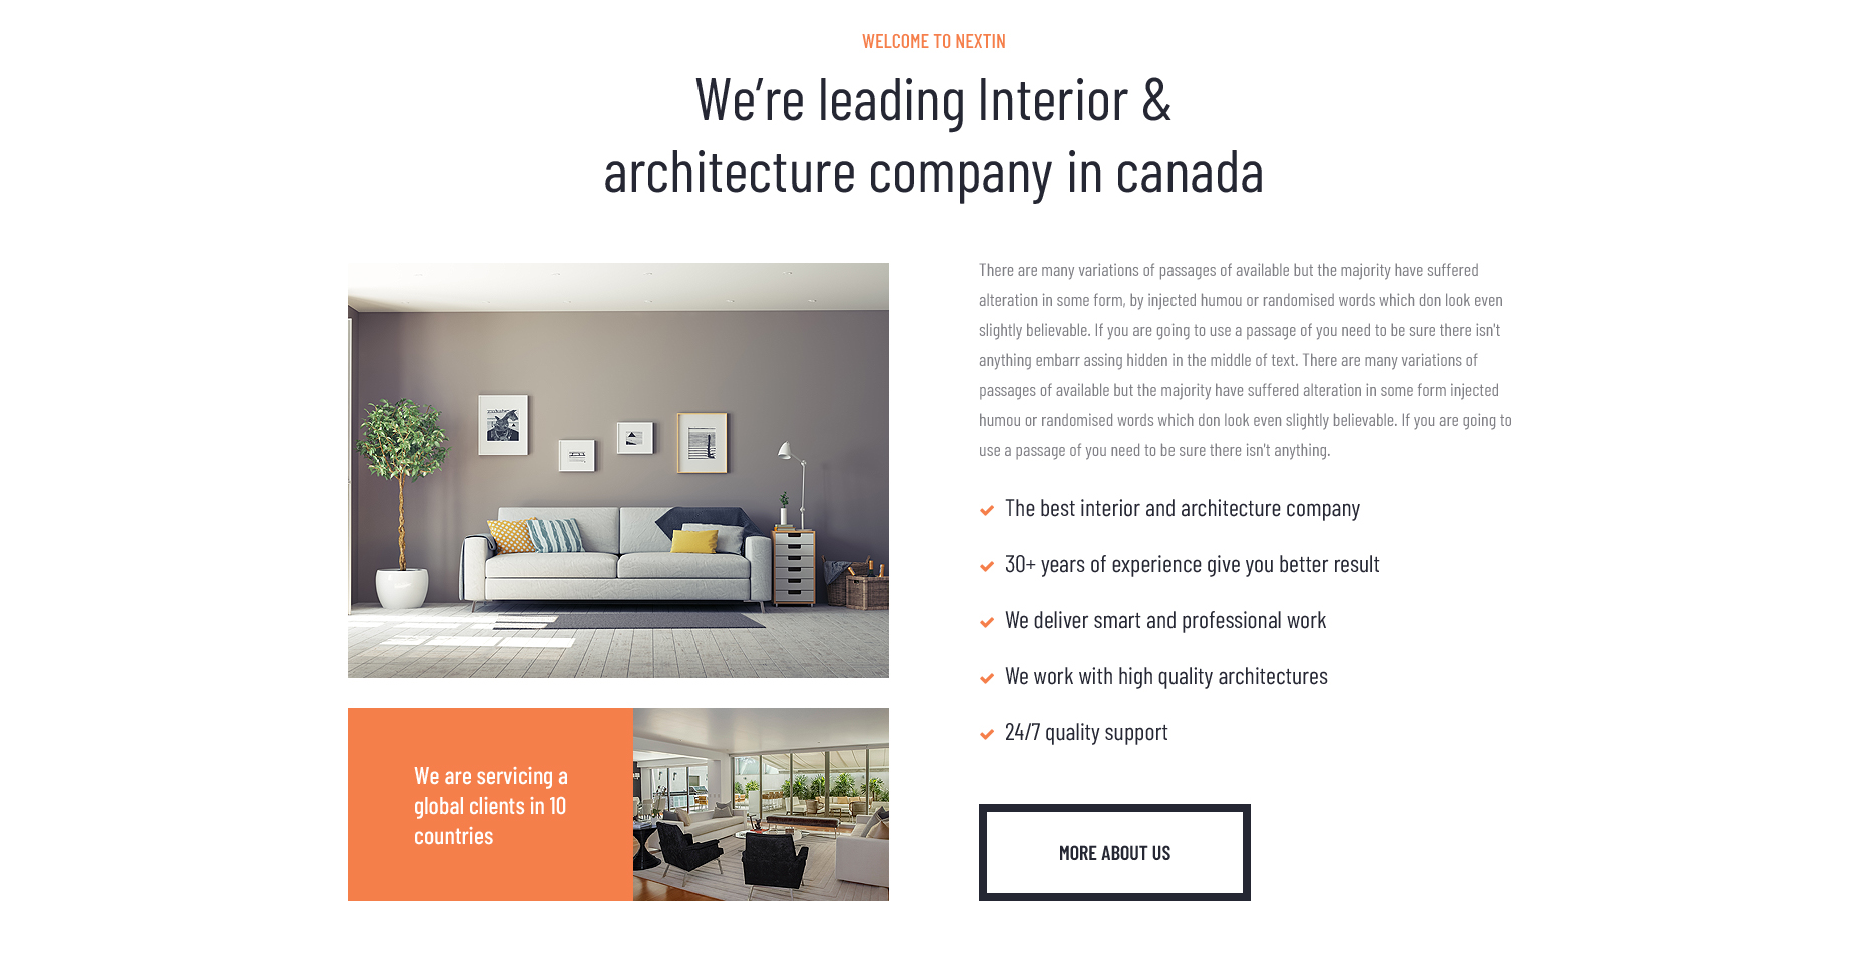 WELCOME TO NEXTIN
We’re leading Interior &
architecture company in canada
There are many variations of passages of available but the majority have suffered
alteration in some form, by injected humou or randomised words which don look even
slightly believable. If you are going to use a passage of you need to be sure there isn't
anything embarr assing hidden in the middle of text. There are many variations of
passages of available but the majority have suffered alteration in some form injected
humou or randomised words which don look even slightly believable. If you are going to
use a passage of you need to be sure there isn't anything.
The best interior and architecture company
30+ years of experience give you better result
We deliver smart and professional work
We work with high quality architectures
24/7 quality support
We are servicing a
global clients in 10
countries
MORE ABOUT US